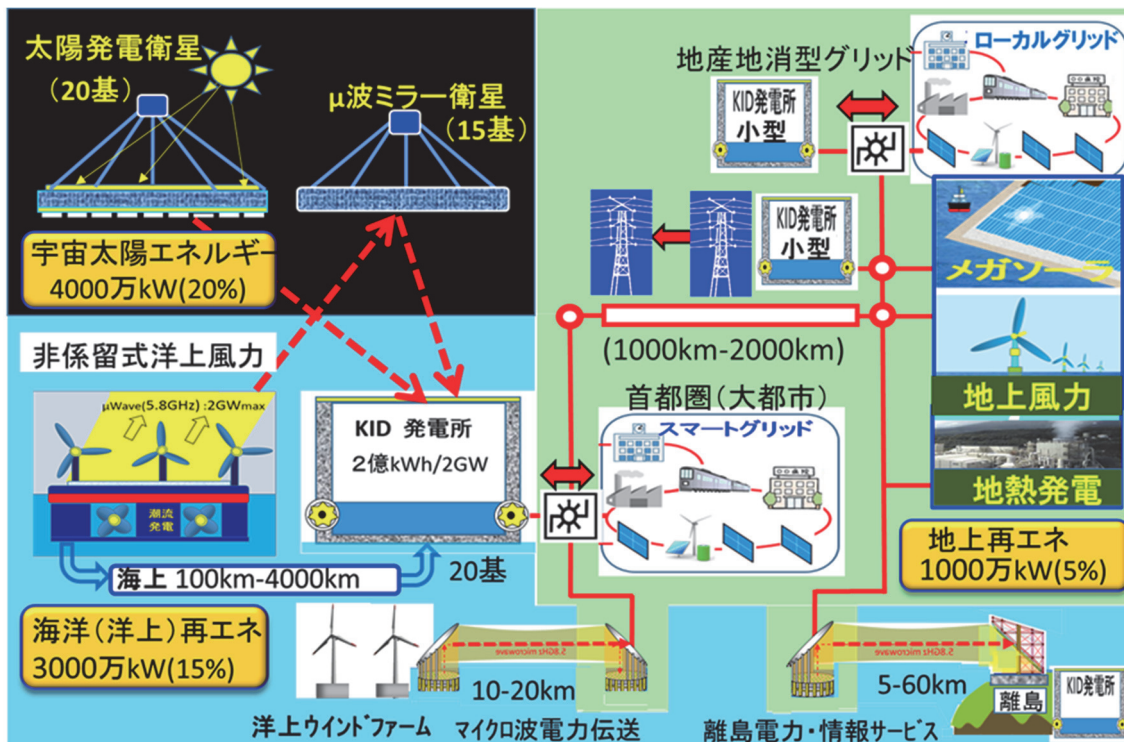 太陽発電衛星
(20基)
μ波ミラー衛星
(15基)
宇宙太陽エネルギー
4000万kW(20%)
地産地消型グリッド
KID発電所
小型
ローカルグリッド
KID発電所
小型
メガソーラ
(1000km-2000km)
地上風力
地熱発電
地上再エネ
1000万kW(5%)
非係留式洋上風力
μWave(5.8GHz) :2GWmax
潮流
発電
KID 発電所
2億kWh/2GW
20基
首都圏(大都市)
スマートグリッド
海上 100km-4000km
海洋(洋上)再エネ
3000万kW(15%)
洋上ウインドファーム
5.8GHz microwave
10-20km
マイクロ波電力伝送
5.8GHz microwave
5-60km
離島
KID発電所
離島電力・情報サービス